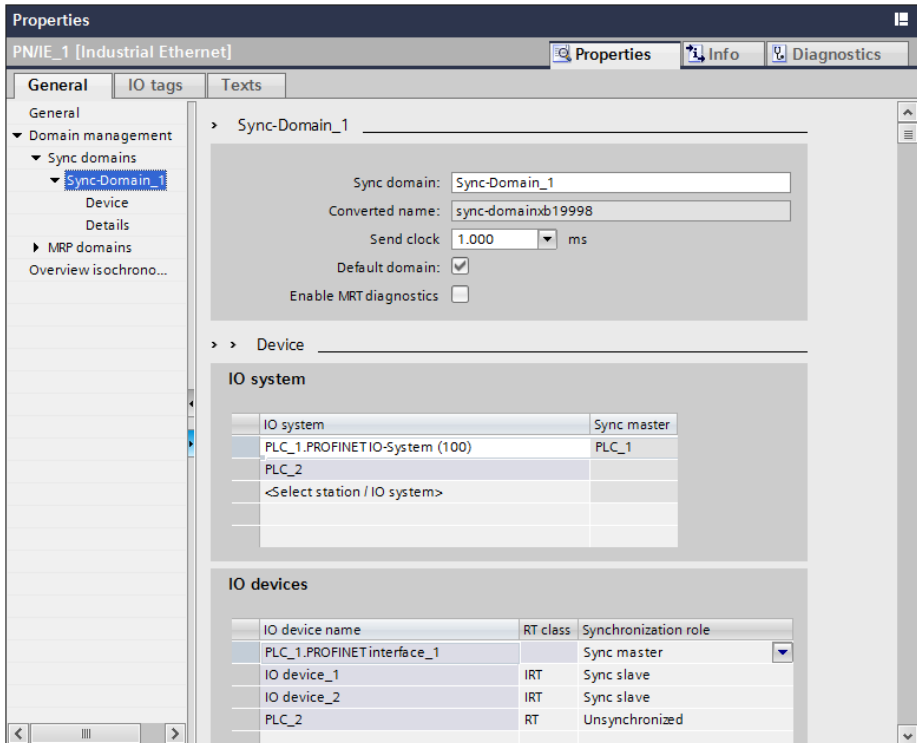 Properties
PN/IE_1 [Industrial Ethernet]
Properties
Info
Diagnostics
General
IO tags
Texts
General
Domain management
Sync domains
Sync-Domain_1
Device
Details
MRP domains
Overview isochrono...
Sync-Domain_1
Sync domain: Sync-Domain_1
Converted name: sync-domainxb19998
Send clock 1.000 ms
Default domain:
Enable MRT diagnostics
Device
IO system
IO system Sync master
PLC_1.PROFINET IO-System (100) PLC_1
PLC_2
<Select station / IO system>
IO devices
IO device name RT class Synchronization role
PLC_1.PROFINET interface_1 Sync master
IO device_1 IRT Sync slave
IO device_2 IRT Sync slave
PLC_2 RT Unsynchronized